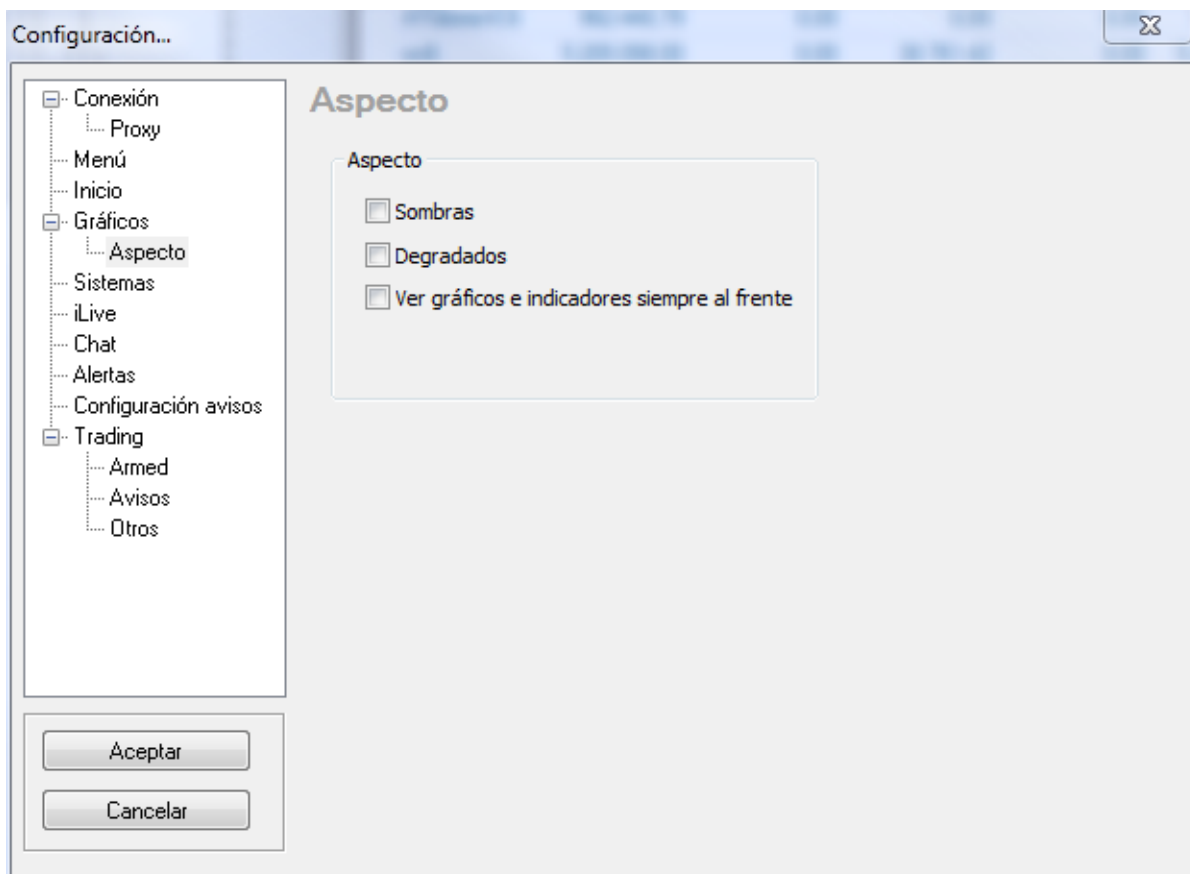 Configuración...
Conexión
Proxy
Menú
Inicio
Gráficos
Aspecto
Sistemas
iLive
Chat
Alertas
Configuración avisos
Trading
Armed
Avisos
Otros
Aceptar
Cancelar
Aspecto
Aspecto
Sombras
Degradados
Ver gráficos e indicadores siempre al frente